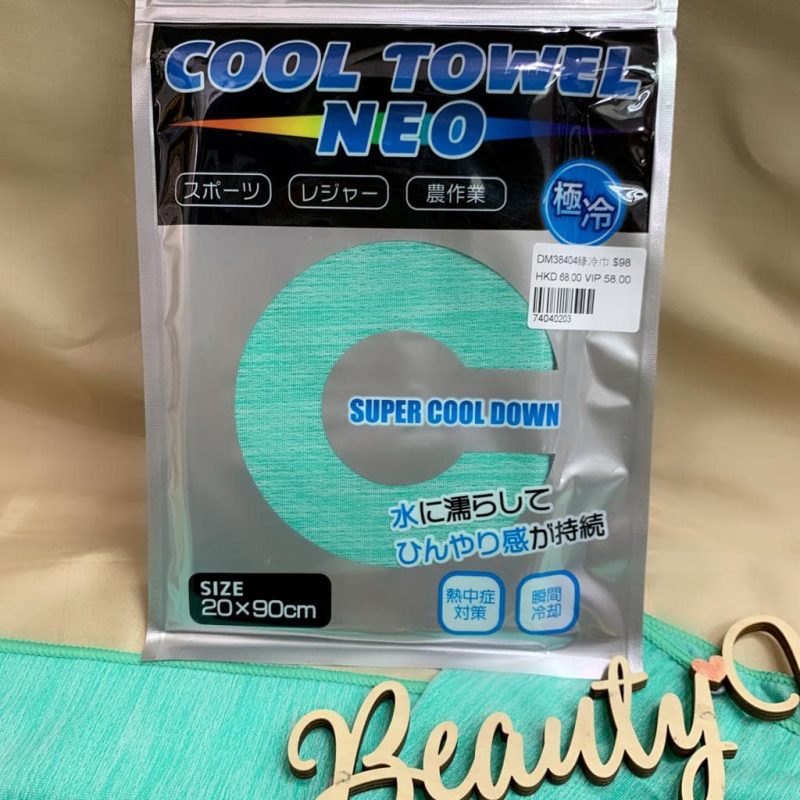 COOL TOWEL
NEO
スポーツ
レジャー
農作業
極冷
DM38404綠冷巾 $98
HKD 68.00 VIP 58.00
74040203
SUPER COOL DOWN
水に濡らして
ひんやり感が持続
SIZE
20×90cm
熱中症
対策
瞬間
冷却
Beauty